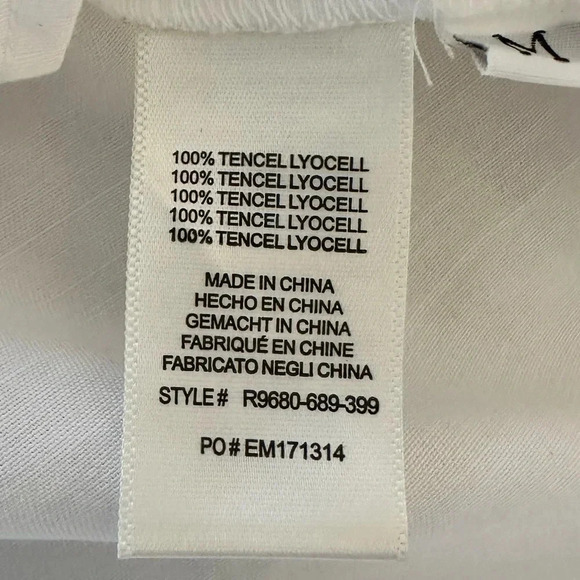 M
100% TENCEL LYOCELL
100% TENCEL LYOCELL
100% TENCEL LYOCELL
100% TENCEL LYOCELL
100% TENCEL LYOCELL
MADE IN CHINA
HECHO EN CHINA
GEMACHT IN CHINA
FABRIQUÉ EN CHINE
FABRICATO NEGLI CHINA
STYLE# R9680-689-399
PO# EM171314